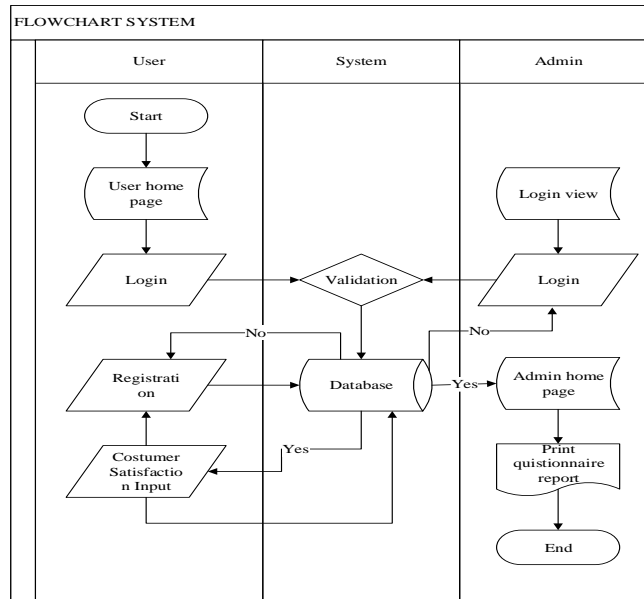 FLOWCHART SYSTEM
User
System
Admin
Start
User home
page
Login view
Login
Validation
Login
No
No
Registrati
on
Database
Yes
Admin home
page
Yes
Costumer
Satisfactio
n Input
Print
quistionnaire
report
End